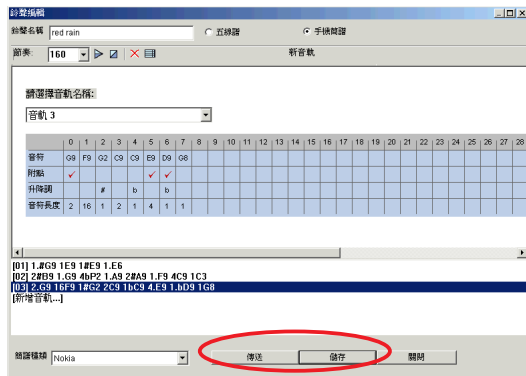 鈴聲編輯
鈴聲名稱 red rain 五線譜 手機簡譜
節奏: 160 新音軌
請選擇音軌名稱:
音軌 3
0 1 2 3 4 5 6 7 8 9 10 11 12 13 14 15 16 17 18 19 20 21 22 23 24 25 26 27 28
音符 G9 F9 G2 C9 C9 E9 D9 G8
附點 ✓ ✓ ✓
升降調 # b b
音符長度 2 16 1 2 1 4 1 1
[01] 1.#G9 1E9 1#E9 1.E6
[02] 2#B9 1.G9 4bP2 1.A9 2#A9 1.F9 4C9 1C3
[03] 2.G9 16F9 1#G2 2C9 1bC9 4.E9 1.bD9 1G8
[新增音軌...]
簡譜種類 Nokia 傳送 儲存 關閉